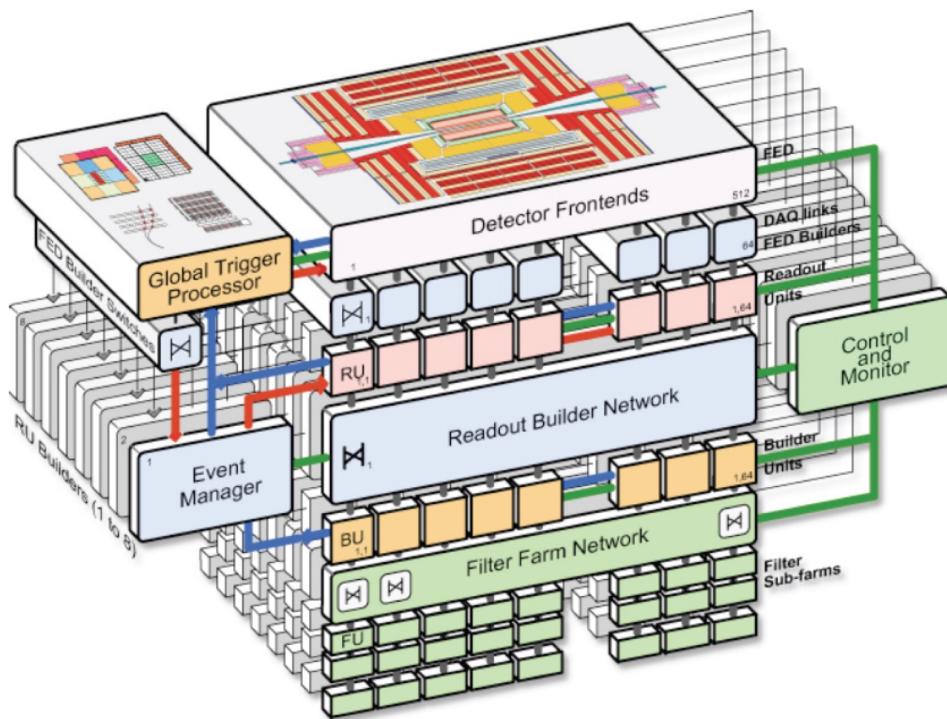 FED
512
Detector Frontends
1
DAQ links
64
FED Builders
Global Trigger
Processor
FED Builder Switches
1
Readout
Units
1,64
RU
1,1
Control
and
Monitor
Readout Builder Network
1
8
2
1
Event
Manager
RU Builders (1 to 8)
Builder
Units
1,64
BU
1,1
Filter Farm Network
Filter
Sub-farms
FU